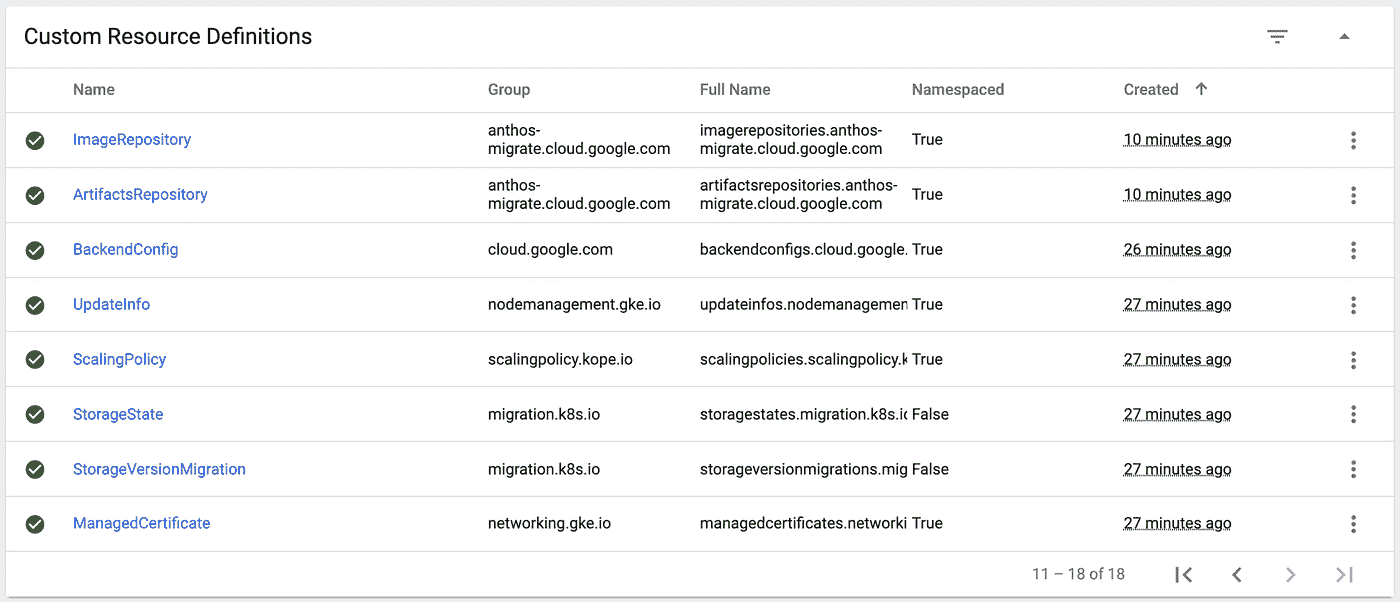 Custom Resource Definitions
Name Group Full Name Namespaced Created
ImageRepository anthos-migrate.cloud.google.com imagerepositories.anthos-migrate.cloud.google.com True 10 minutes ago
ArtifactsRepository anthos-migrate.cloud.google.com artifactsrepositories.anthos-migrate.cloud.google.com True 10 minutes ago
BackendConfig cloud.google.com backendconfigs.cloud.google. True 26 minutes ago
UpdateInfo nodemanagement.gke.io updateinfos.nodemanagemen True 27 minutes ago
ScalingPolicy scalingpolicy.kope.io scalingpolicies.scalingpolicy.k True 27 minutes ago
StorageState migration.k8s.io storagestates.migration.k8s.io False 27 minutes ago
StorageVersionMigration migration.k8s.io storageversionmigrations.mig False 27 minutes ago
ManagedCertificate networking.gke.io managedcertificates.networki True 27 minutes ago
11 – 18 of 18